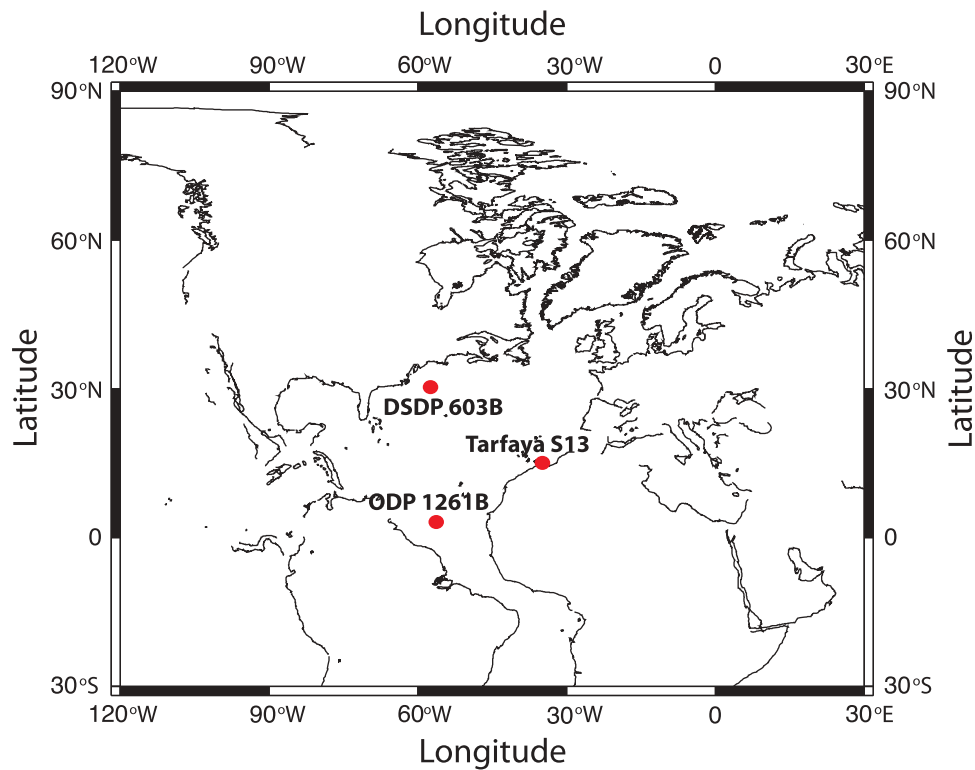 Longitude
120°W 90°W 60°W 30°W 0 30°E
90°N 90°N
60°N 60°N
Latitude Latitude
30°N 30°N
DSDP 603B
Tarfaya S13
ODP 1261B
0 0
30°S 30°S
120°W 90°W 60°W 30°W 0 30°E
Longitude